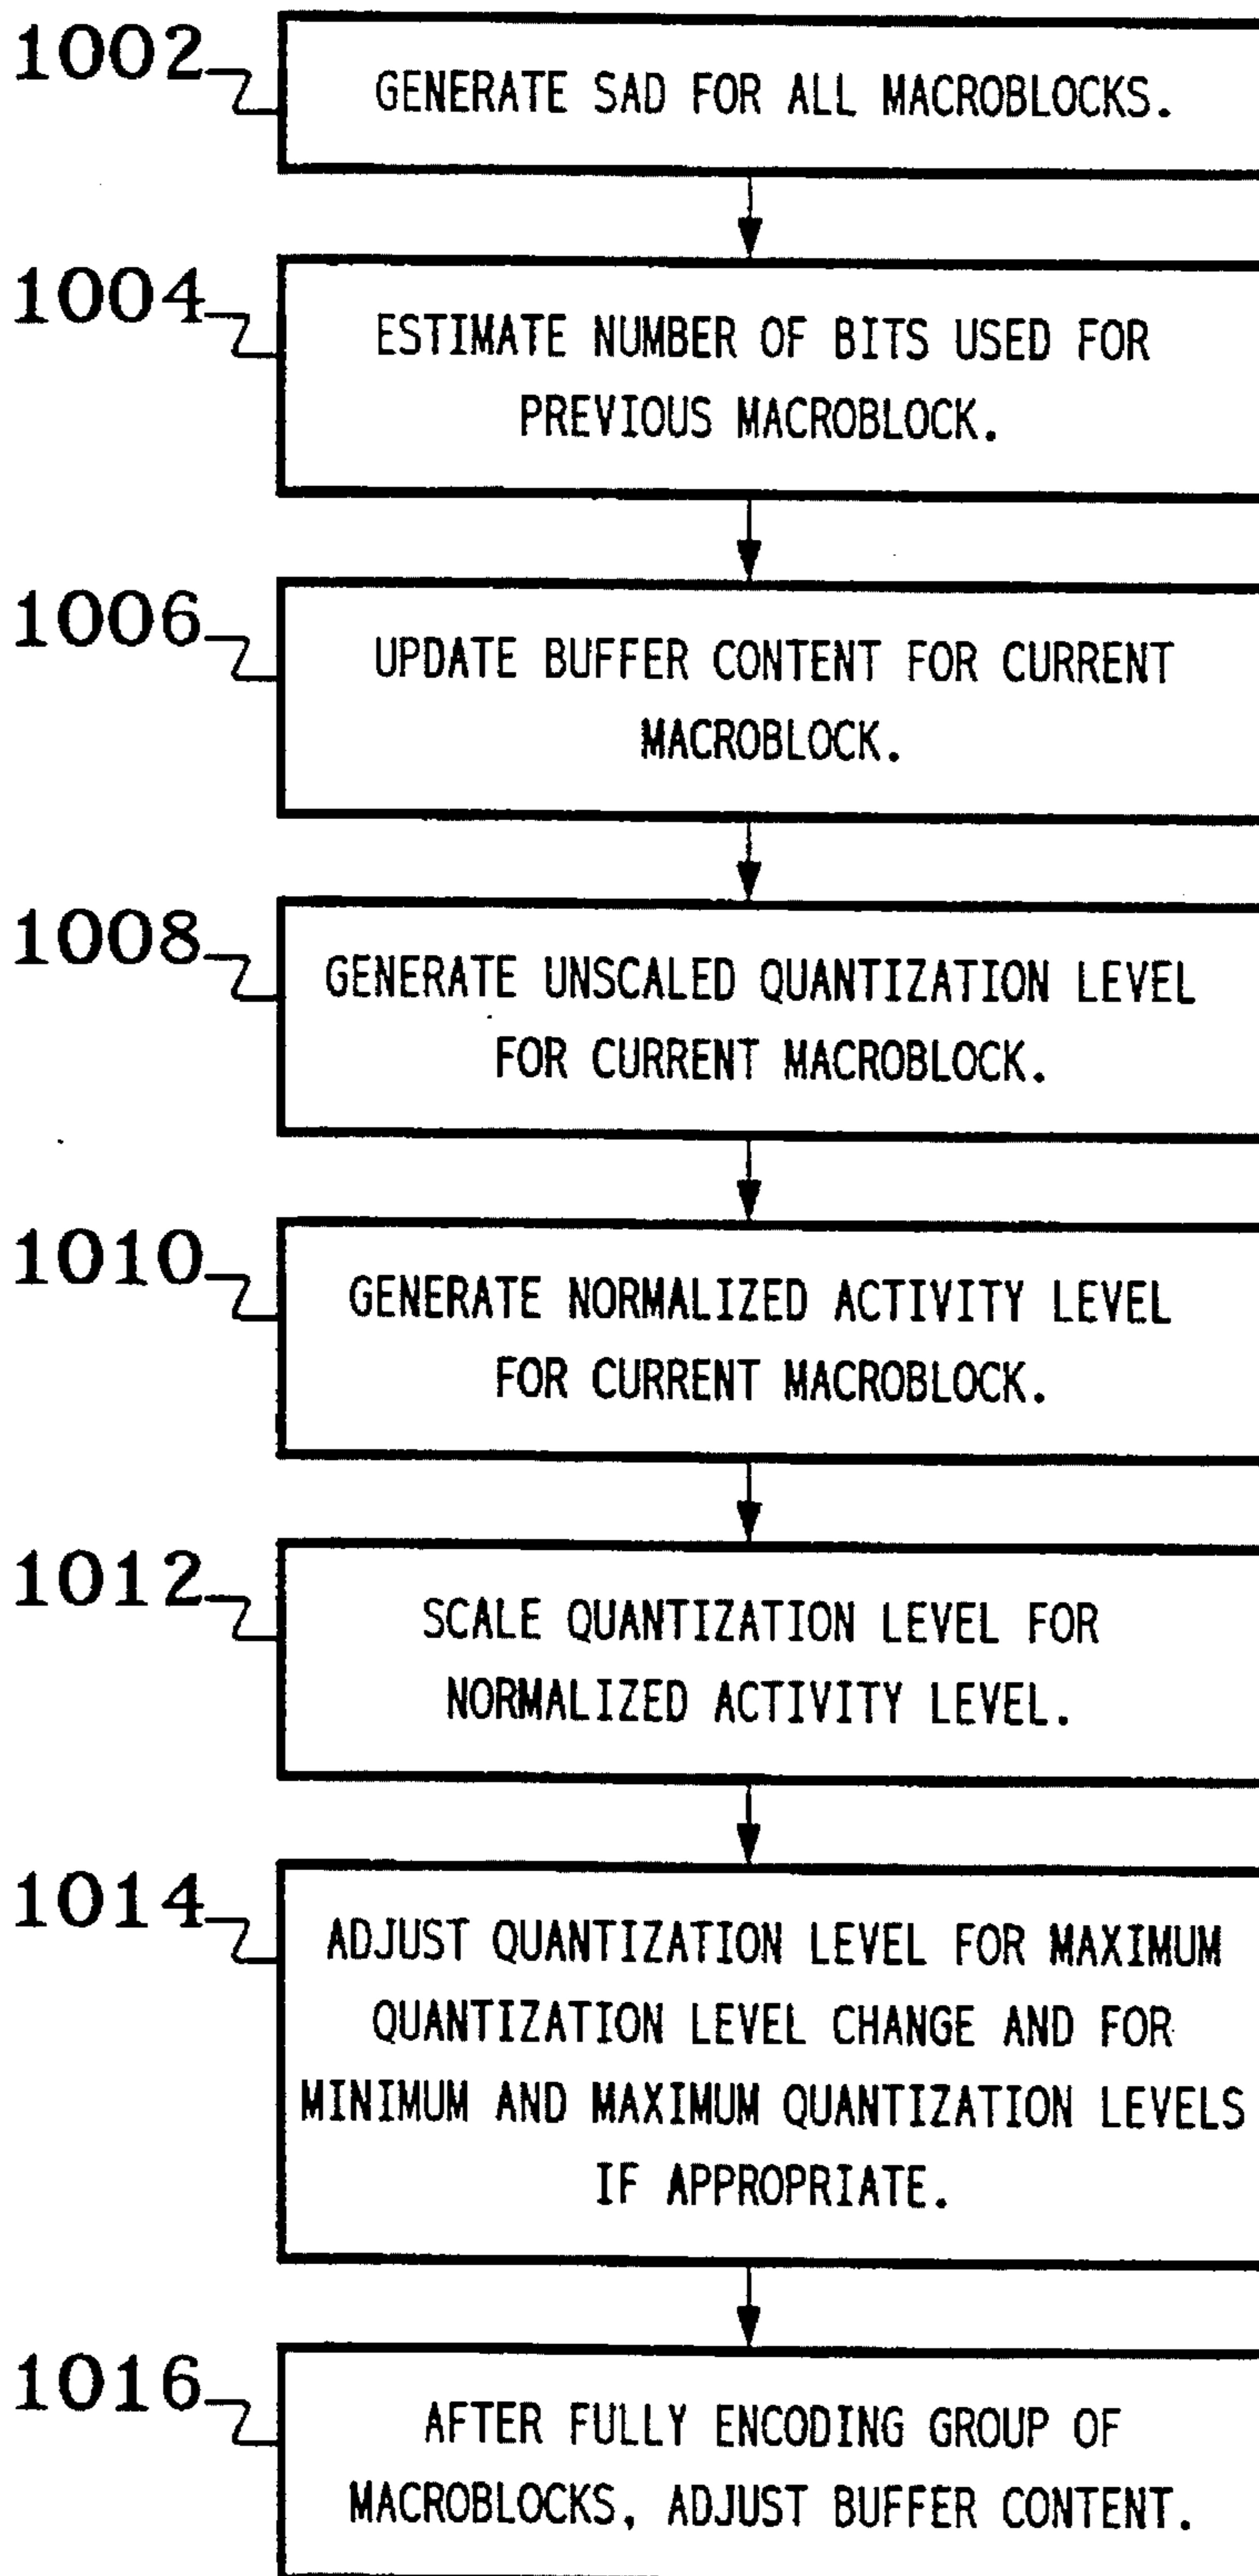 1002
GENERATE SAD FOR ALL MACROBLOCKS.
1004
ESTIMATE NUMBER OF BITS USED FOR
PREVIOUS MACROBLOCK.
1006
UPDATE BUFFER CONTENT FOR CURRENT
MACROBLOCK.
1008
GENERATE UNSCALED QUANTIZATION LEVEL
FOR CURRENT MACROBLOCK.
1010
GENERATE NORMALIZED ACTIVITY LEVEL
FOR CURRENT MACROBLOCK.
1012
SCALE QUANTIZATION LEVEL FOR
NORMALIZED ACTIVITY LEVEL.
1014
ADJUST QUANTIZATION LEVEL FOR MAXIMUM
QUANTIZATION LEVEL CHANGE AND FOR
MINIMUM AND MAXIMUM QUANTIZATION LEVELS
IF APPROPRIATE.
1016
AFTER FULLY ENCODING GROUP OF
MACROBLOCKS, ADJUST BUFFER CONTENT.